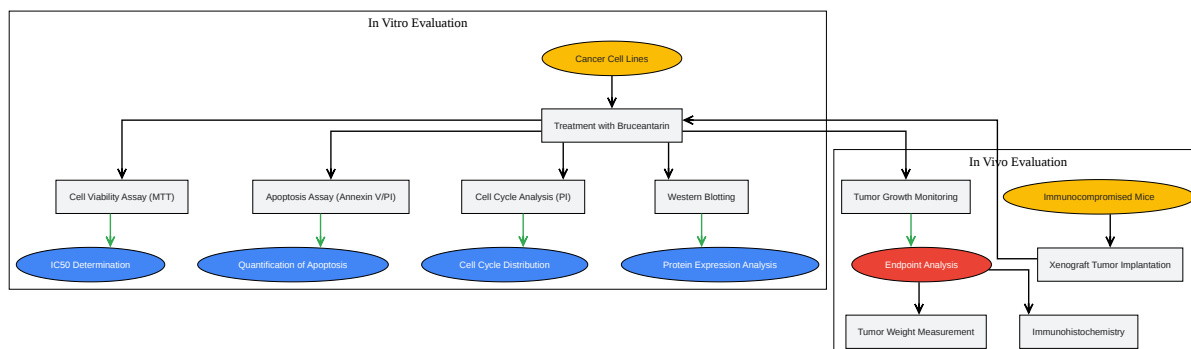 In Vitro Evaluation
Cancer Cell Lines
Treatment with Bruceantarin
In Vivo Evaluation
Cell Viability Assay (MTT)
Apoptosis Assay (Annexin V/PI)
Cell Cycle Analysis (PI)
Western Blotting
Tumor Growth Monitoring
Immunocompromised Mice
IC50 Determination
Quantification of Apoptosis
Cell Cycle Distribution
Protein Expression Analysis
Endpoint Analysis
Xenograft Tumor Implantation
Tumor Weight Measurement
Immunohistochemistry